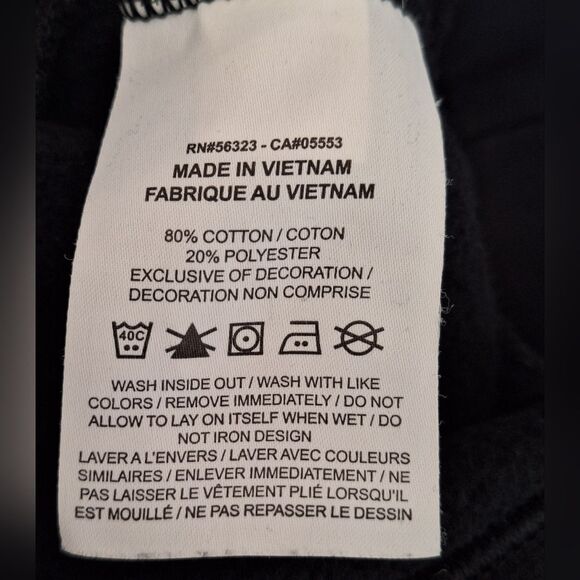 RN#56323 - CA#05553
MADE IN VIETNAM
FABRIQUE AU VIETNAM
80% COTTON / COTON
20% POLYESTER
EXCLUSIVE OF DECORATION /
DECORATION NON COMPRISE
40C
WASH INSIDE OUT / WASH WITH LIKE
COLORS / REMOVE IMMEDIATELY / DO NOT
ALLOW TO LAY ON ITSELF WHEN WET / DO
NOT IRON DESIGN
LAVER A L'ENVERS / LAVER AVEC COULEURS
SIMILAIRES / ENLEVER IMMEDIATEMENT / NE
PAS LAISSER LE VÊTEMENT PLIÉ LORSQU'IL
EST MOUILLÉ / NE PAS REPASSER LE DESSIN